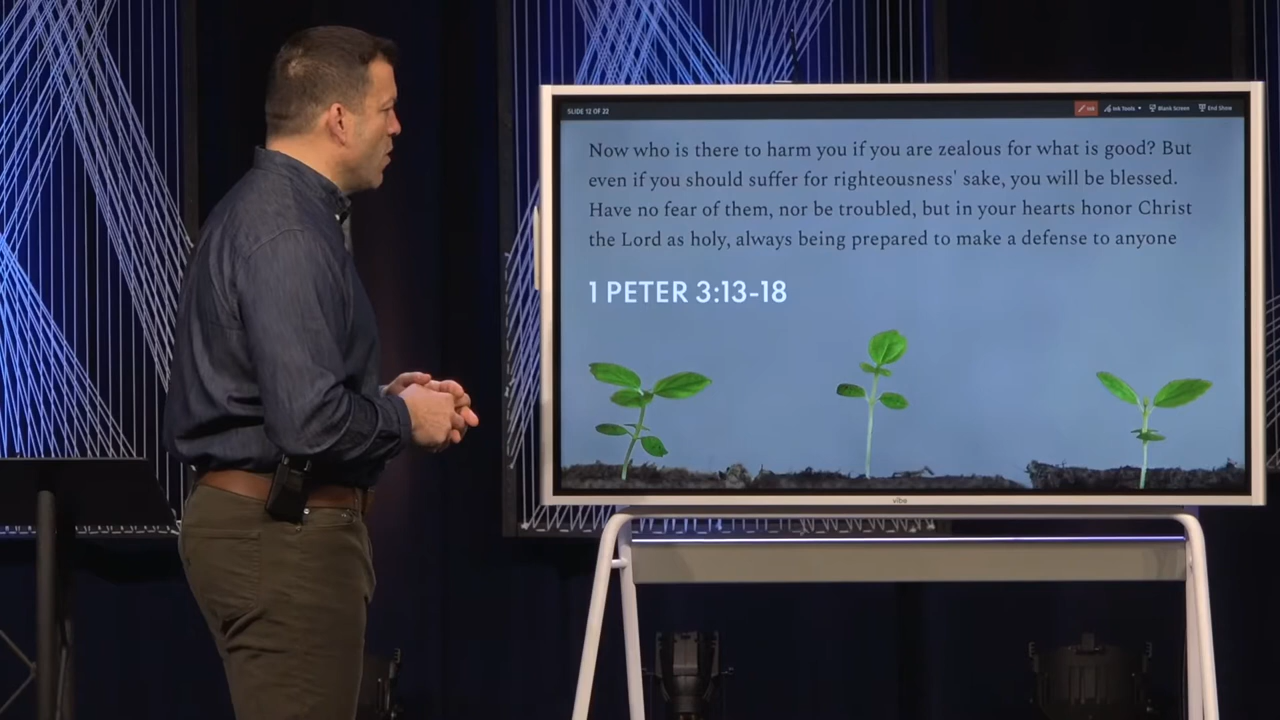 SLIDE 12 OF 22
Ink Tools
Blank Screen
End Show
Now who is there to harm you if you are zealous for what is good? But
even if you should suffer for righteousness' sake, you will be blessed.
Have no fear of them, nor be troubled, but in your hearts honor Christ
the Lord as holy, always being prepared to make a defense to anyone
1 PETER 3:13-18
vibe